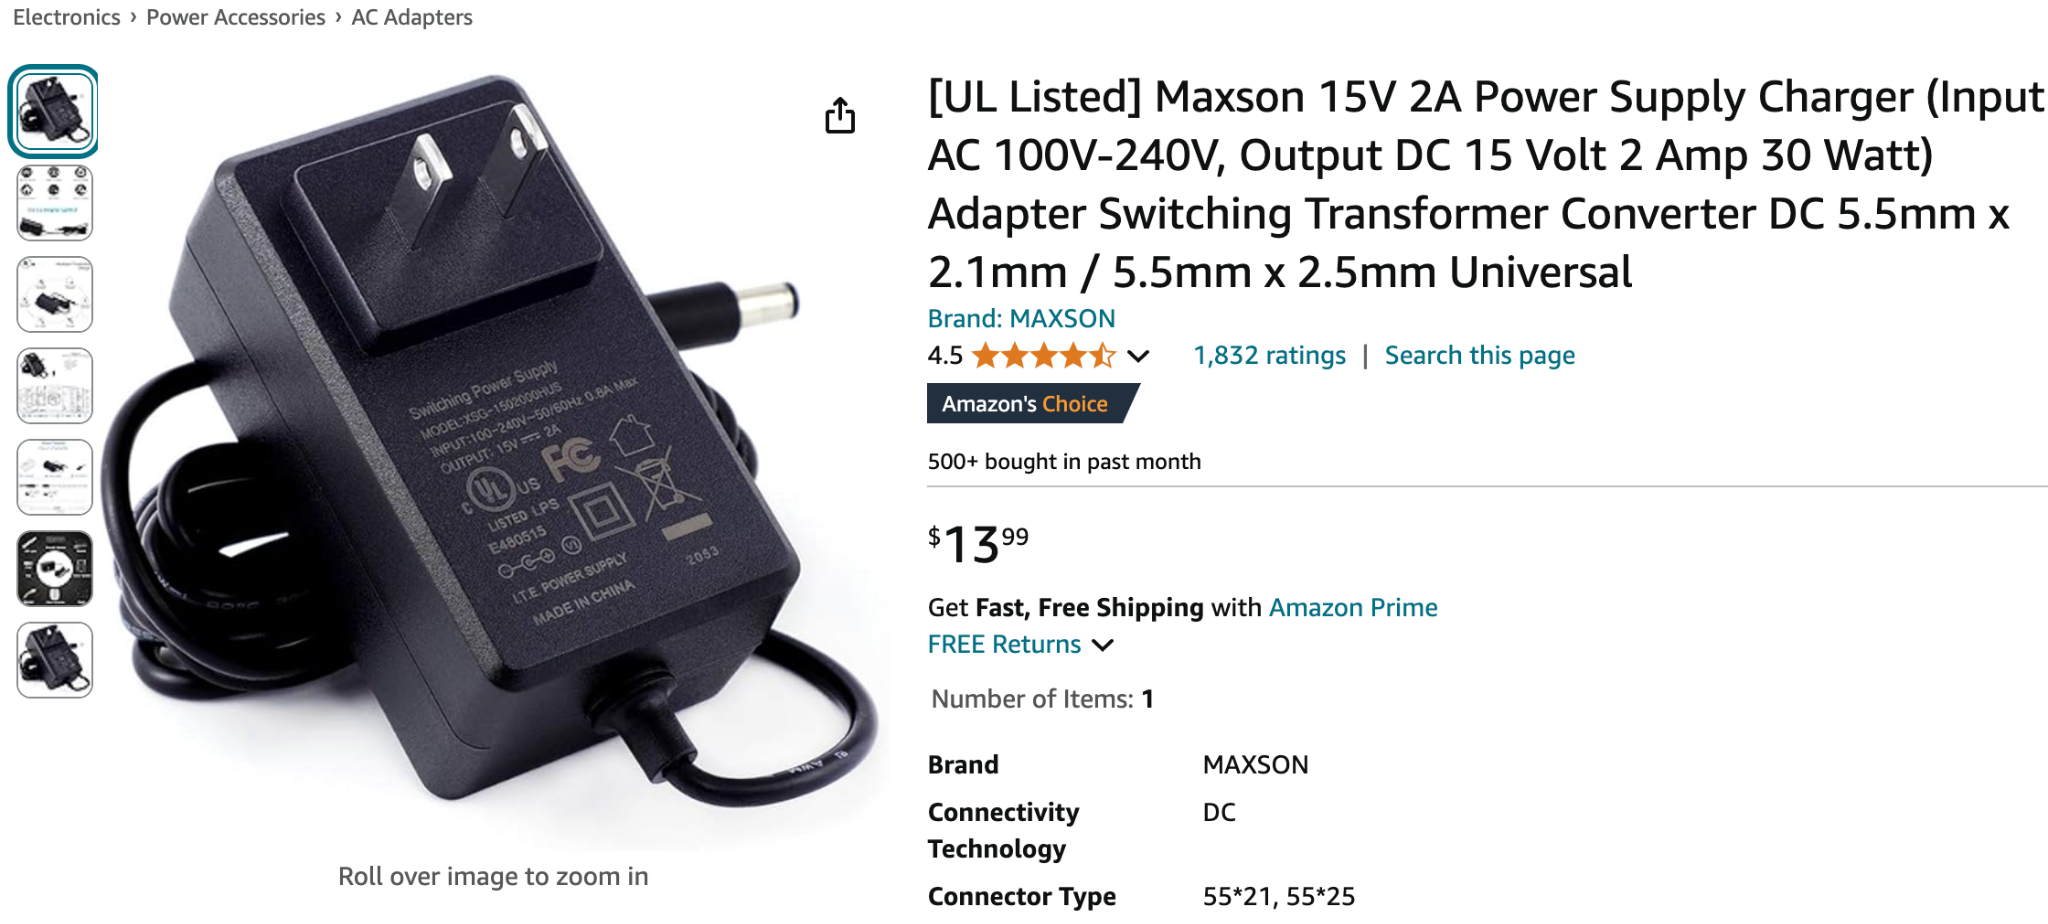 Electronics › Power Accessories › AC Adapters
[UL Listed] Maxson 15V 2A Power Supply Charger (Input
AC 100V-240V, Output DC 15 Volt 2 Amp 30 Watt)
Adapter Switching Transformer Converter DC 5.5mm x
2.1mm / 5.5mm x 2.5mm Universal
Brand: MAXSON
4.5
1,832 ratings | Search this page
Amazon's Choice
500+ bought in past month
$13.99
Get Fast, Free Shipping with Amazon Prime
FREE Returns
Number of Items: 1
Brand MAXSON
Connectivity Technology DC
Connector Type 55*21, 55*25
Switching Power Supply
MODEL:XSG-1502000HUS
INPUT:100-240V~50/60Hz 0.8A Max
OUTPUT: 15V ⎓ 2A
C UL US FC
LISTED LPS
E480515
VI
I.T.E. POWER SUPPLY
MADE IN CHINA
2053
AWM
Roll over image to zoom in